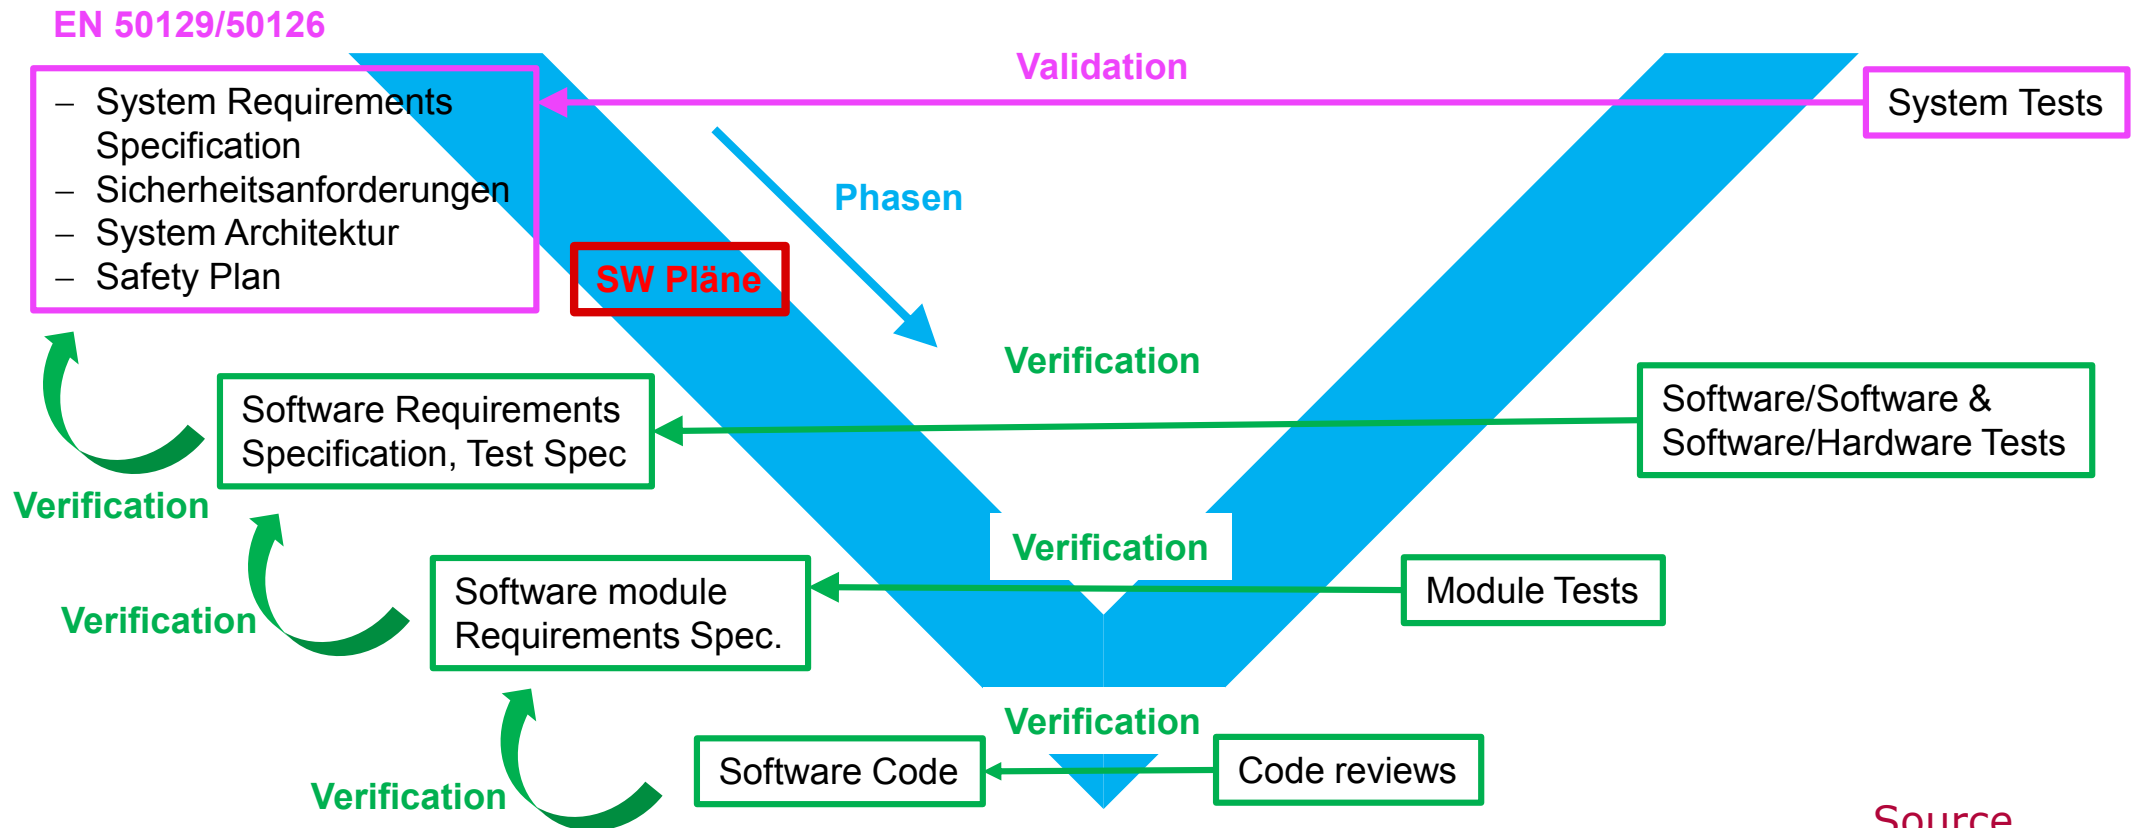 EN 50129/50126
Validation
– System Requirements
Specification
– Sicherheitsanforderungen
– System Architektur
– Safety Plan
System Tests
Phasen
SW Pläne
Verification
Software Requirements
Specification, Test Spec
Software/Software &
Software/Hardware Tests
Verification
Verification
Software module
Requirements Spec.
Module Tests
Verification
Verification
Software Code
Code reviews
Verification
Source